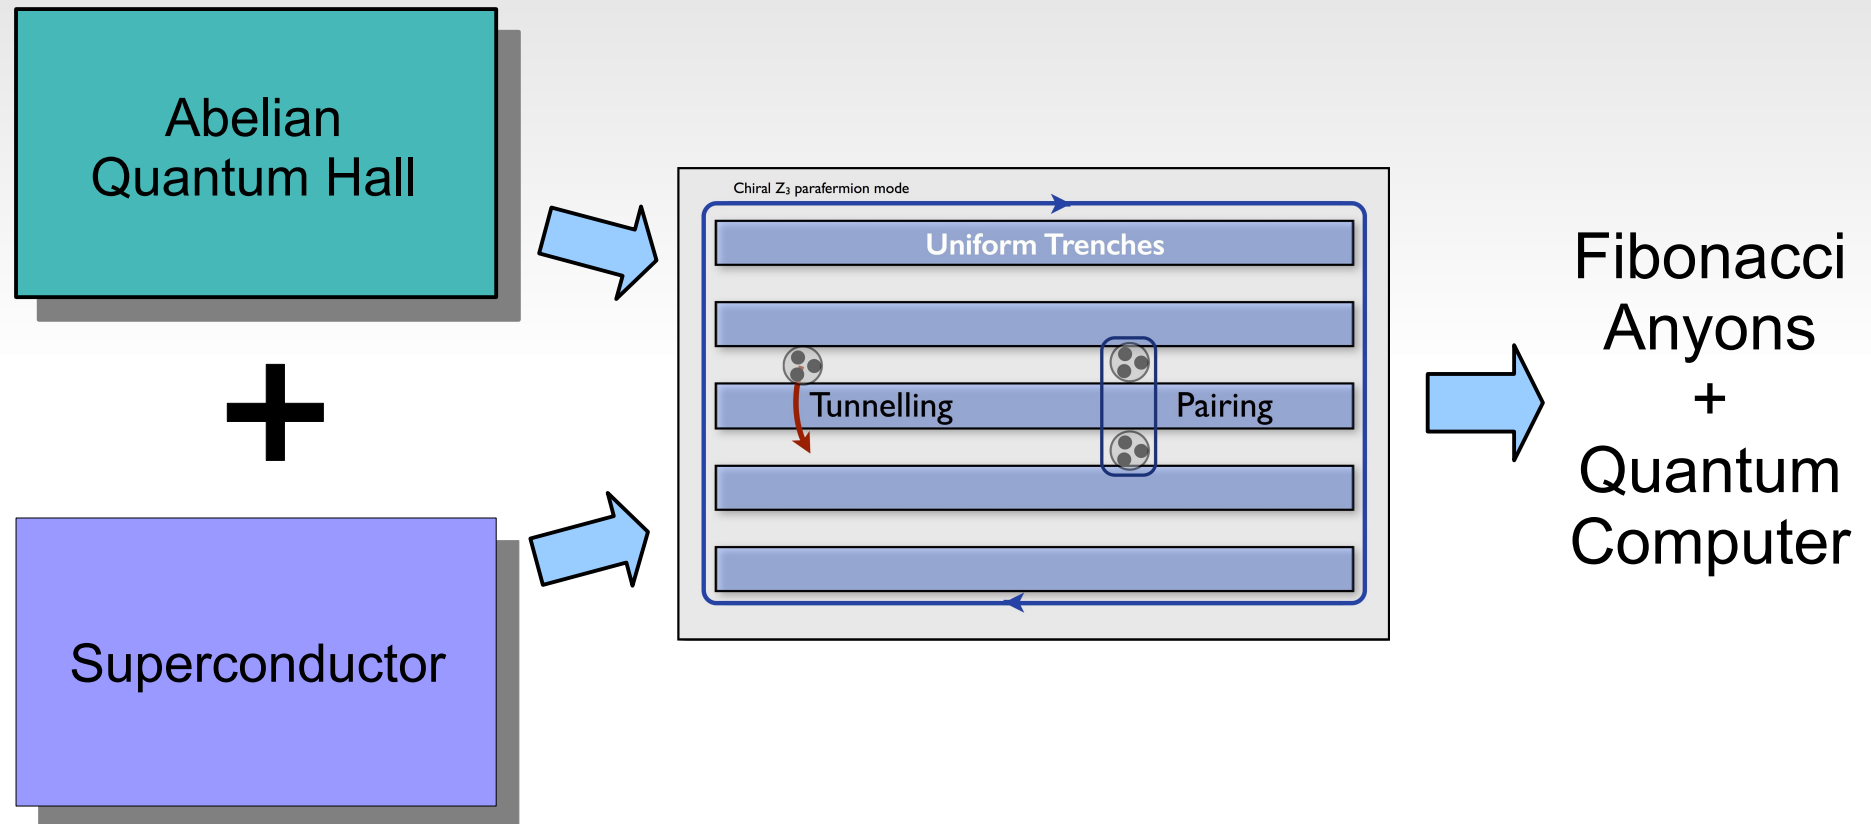 Abelian
Quantum Hall
+
Superconductor
Chiral Z₃ parafermion mode
Uniform Trenches
Tunnelling
Pairing
Fibonacci
Anyons
+
Quantum
Computer